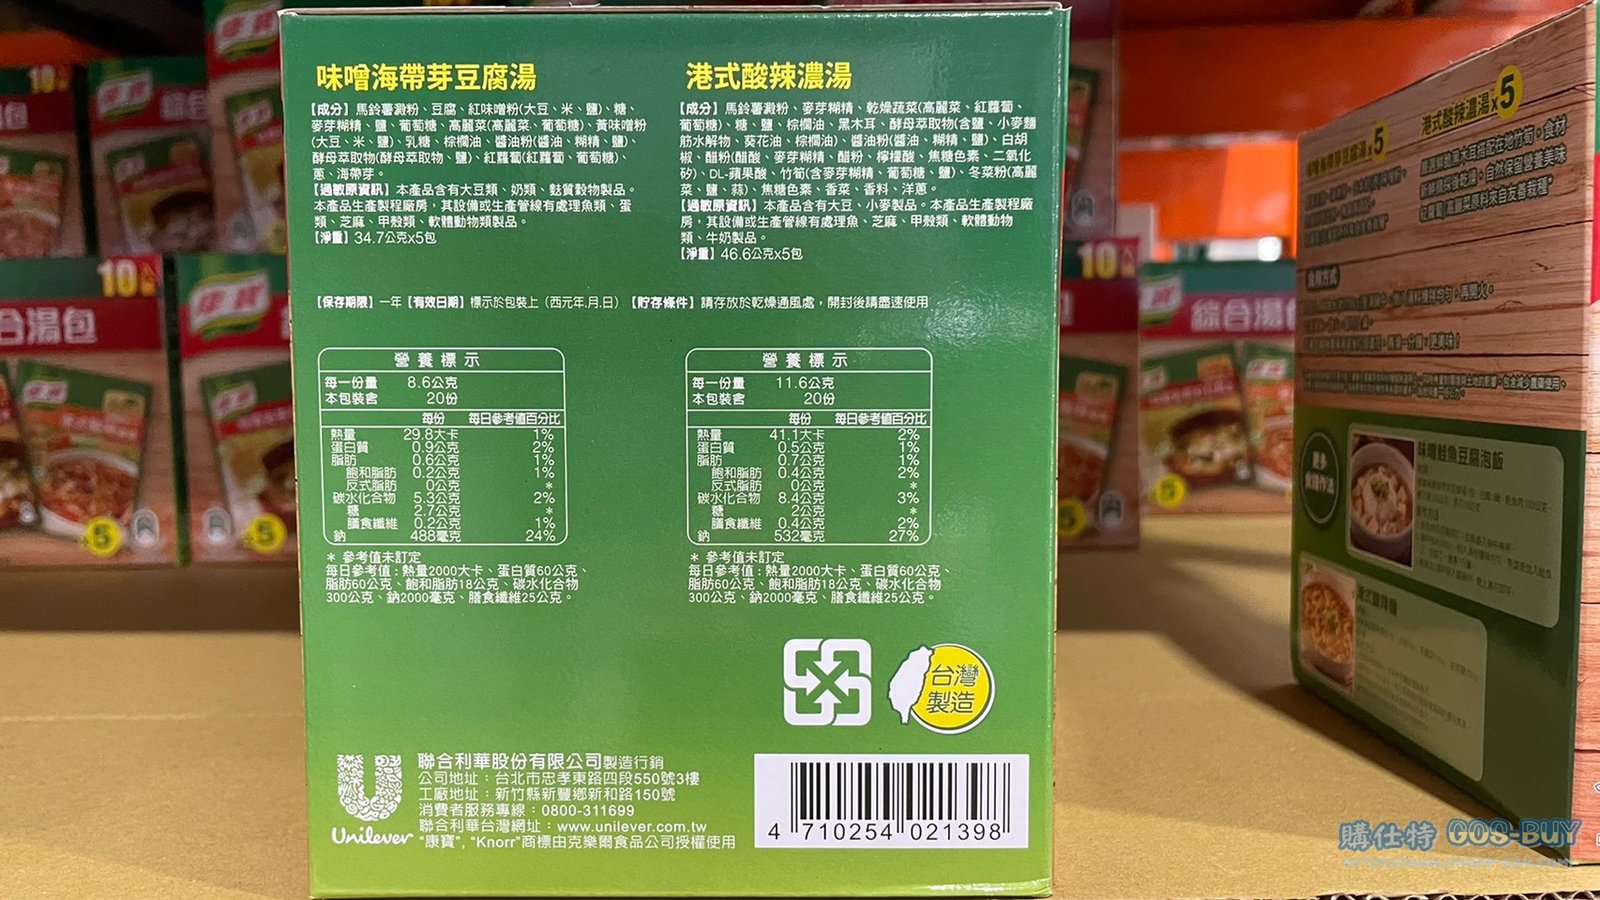 味噌海帶芽豆腐湯
【成分】馬鈴薯澱粉、豆腐、紅味噌粉(大豆、米、鹽)、糖、
麥芽糊精、鹽、葡萄糖、高麗菜(高麗菜、葡萄糖)、黃味噌粉
(大豆、米、鹽)、乳糖、棕櫚油、醬油粉(醬油、糊精、鹽)、
酵母萃取物(酵母萃取物、鹽)、紅蘿蔔(紅蘿蔔、葡萄糖)、
蔥、海帶芽。
【過敏原資訊】本產品含有大豆類、奶類、麩質穀物製品。
本產品生產製程廠房，其設備或生產管線有處理魚類、蛋
類、芝麻、甲殼類、軟體動物類製品。
【淨重】34.7公克x5包
港式酸辣濃湯
【成分】馬鈴薯澱粉、麥芽糊精、乾燥蔬菜(高麗菜、紅蘿蔔、
葡萄糖)、糖、鹽、棕櫚油、黑木耳、酵母萃取物(含鹽、小麥麵
筋水解物、葵花油、棕櫚油)、醬油粉(醬油、糊精、鹽)、白胡
椒、醋粉(醋酸、麥芽糊精、醋粉、檸檬酸、焦糖色素、二氧化
矽)、DL-蘋果酸、竹筍(含麥芽糊精、葡萄糖、鹽)、冬菜粉(高麗
菜、鹽、蒜)、焦糖色素、香菜、香料、洋蔥。
【過敏原資訊】本產品含有大豆、小麥製品。本產品生產製程廠
房，其設備或生產管線有處理魚、芝麻、甲殼類、軟體動物
類、牛奶製品。
【淨重】46.6公克x5包
【保存期限】一年【有效日期】標示於包裝上（西元年.月.日）【貯存條件】請存放於乾燥通風處，開封後請盡速使用
營養標示
每一份量 8.6公克
本包裝含 20份
每份 每日參考值百分比
熱量 29.8大卡 1%
蛋白質 0.9公克 2%
脂肪 0.6公克 1%
飽和脂肪 0.2公克 1%
反式脂肪 0公克 *
碳水化合物 5.3公克 2%
糖 2.7公克 *
膳食纖維 0.2公克 1%
鈉 488毫克 24%
* 參考值未訂定
每日參考值：熱量2000大卡、蛋白質60公克、
脂肪60公克、飽和脂肪18公克、碳水化合物
300公克、鈉2000毫克、膳食纖維25公克。
營養標示
每一份量 11.6公克
本包裝含 20份
每份 每日參考值百分比
熱量 41.1大卡 2%
蛋白質 0.5公克 1%
脂肪 0.7公克 1%
飽和脂肪 0.4公克 2%
反式脂肪 0公克 *
碳水化合物 8.4公克 3%
糖 2公克 *
膳食纖維 0.4公克 2%
鈉 532毫克 27%
* 參考值未訂定
每日參考值：熱量2000大卡、蛋白質60公克、
脂肪60公克、飽和脂肪18公克、碳水化合物
300公克、鈉2000毫克、膳食纖維25公克。
台灣
製造
Unilever
聯合利華股份有限公司製造行銷
公司地址：台北市忠孝東路四段550號3樓
工廠地址：新竹縣新豐鄉新和路150號
消費者服務專線：0800-311699
聯合利華台灣網址：www.unilever.com.tw
"康寶", "Knorr"商標由克樂爾食品公司授權使用
4 710254 021398
港式酸辣濃湯x5
味噌海帶芽豆腐湯x5
味噌鮭魚豆腐泡飯
康寶
Knorr
綜合湯包
10
x5
購仕特 GOS-BUY